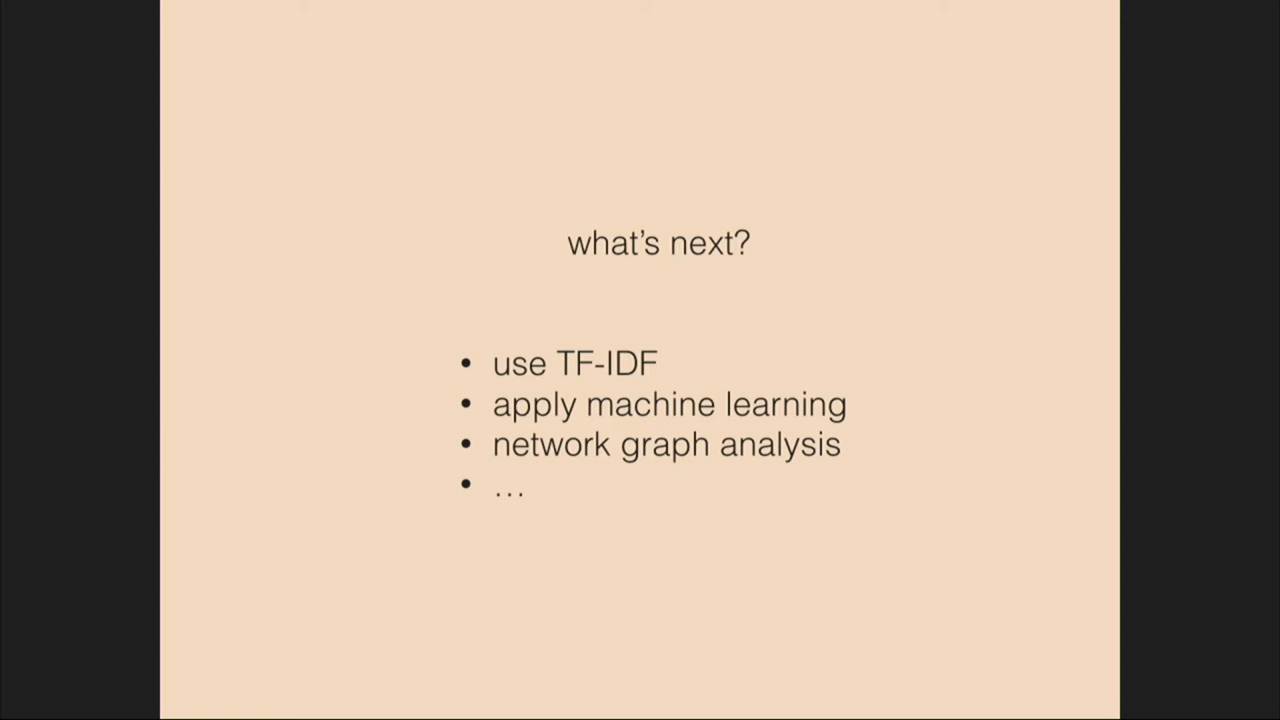 what’s next?
• use TF-IDF
• apply machine learning
• network graph analysis
• …